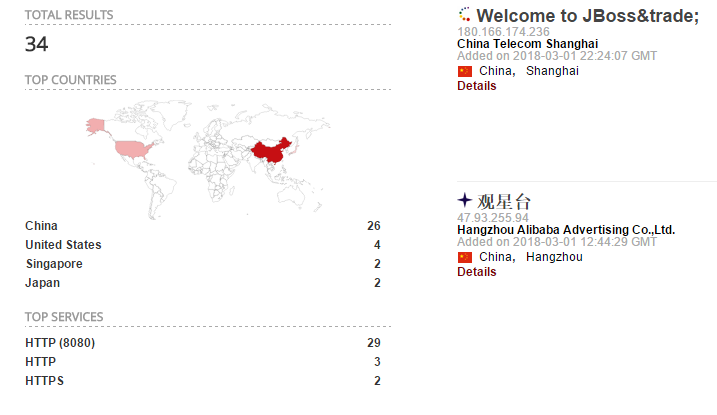 TOTAL RESULTS
34
TOP COUNTRIES
China 26
United States 4
Singapore 2
Japan 2
TOP SERVICES
HTTP (8080) 29
HTTP 3
HTTPS 2
Welcome to JBoss&trade;
180.166.174.236
China Telecom Shanghai
Added on 2018-03-01 22:24:07 GMT
China, Shanghai
Details
观星台
47.93.255.94
Hangzhou Alibaba Advertising Co.,Ltd.
Added on 2018-03-01 12:44:29 GMT
China, Hangzhou
Details